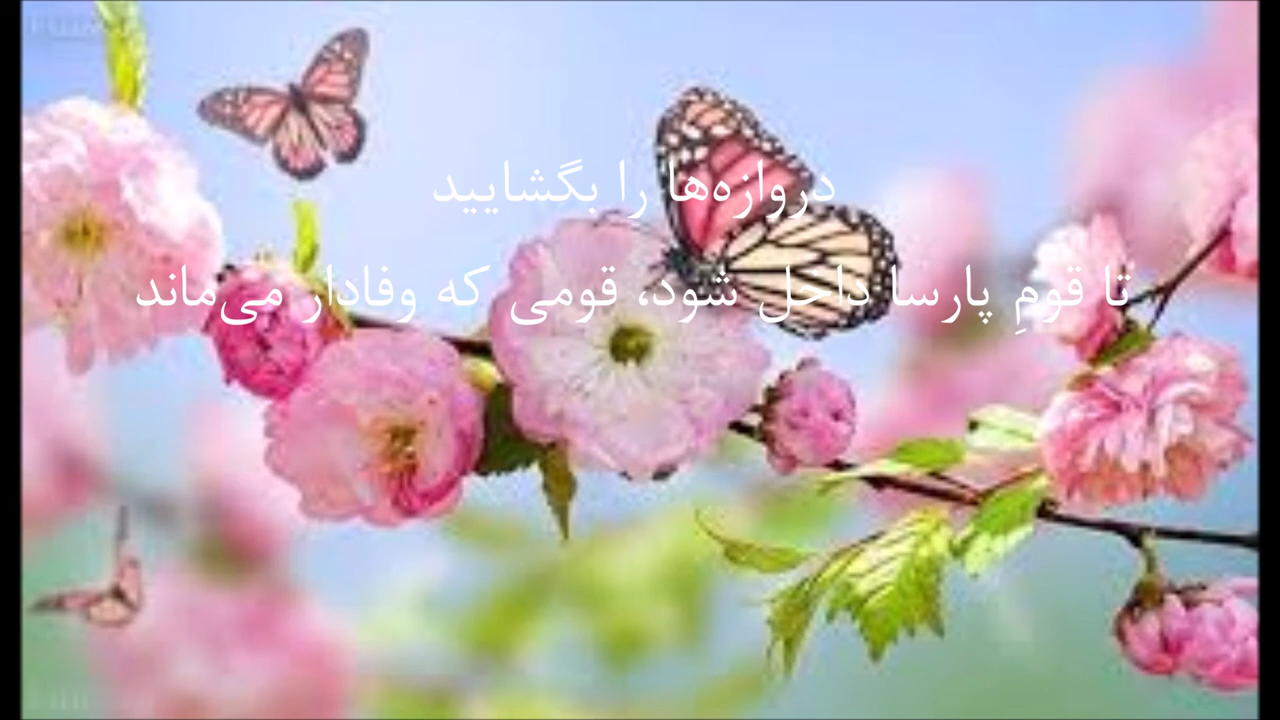 دروازه‌ها را بگشایید
تا قومِ پارسا داخل شود، قومی که وفادار می‌ماند